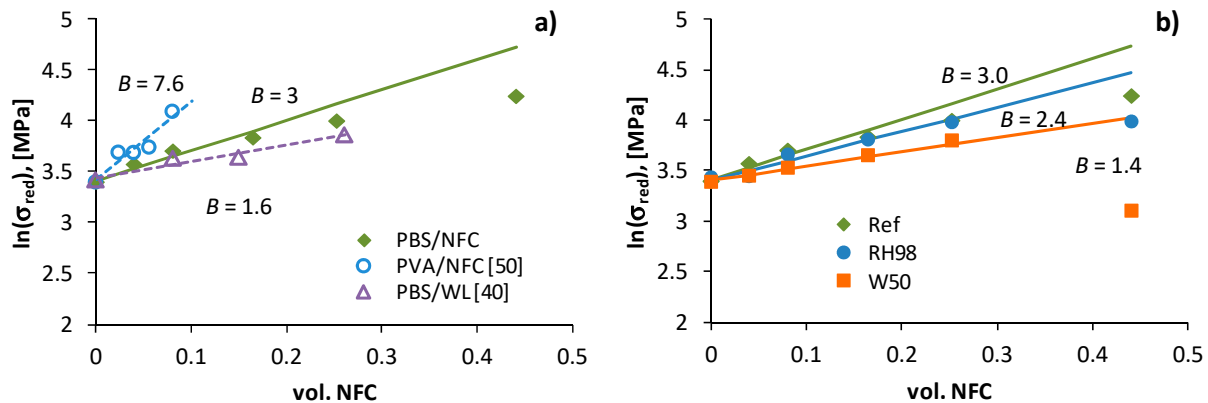 a)
ln(σred), [MPa]
5
4.5
4
3.5
3
2.5
2
B = 7.6
B = 3
B = 1.6
PBS/NFC
PVA/NFC [50]
PBS/WL [40]
0 0.1 0.2 0.3 0.4 0.5
vol. NFC
b)
ln(σred), [MPa]
5
4.5
4
3.5
3
2.5
2
B = 3.0
B = 2.4
B = 1.4
Ref
RH98
W50
0 0.1 0.2 0.3 0.4 0.5
vol. NFC